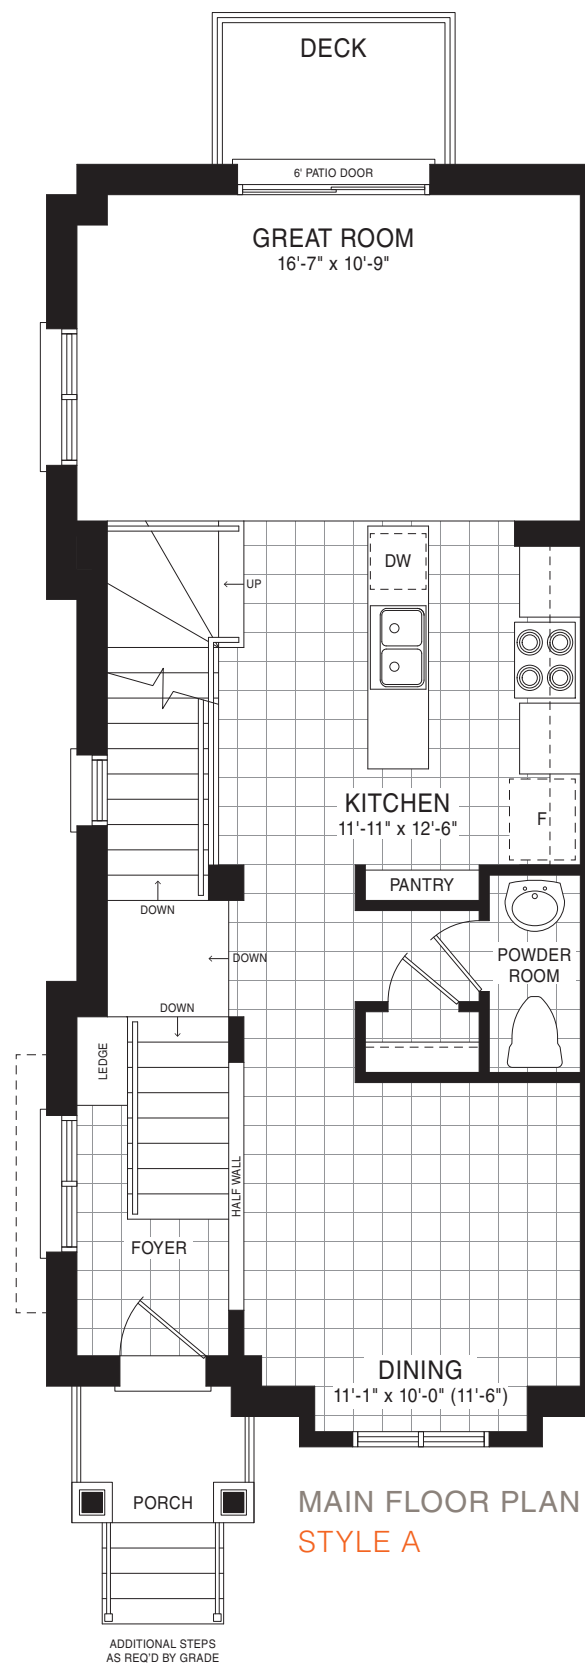 DECK
6' PATIO DOOR
GREAT ROOM
16'-7" x 10'-9"
DW
UP
KITCHEN
11'-11" x 12'-6"
F
PANTRY
DOWN
DOWN
POWDER
ROOM
DOWN
LEDGE
HALF WALL
FOYER
DINING
11'-1" x 10'-0" (11'-6")
PORCH
MAIN FLOOR PLAN
STYLE A
ADDITIONAL STEPS
AS REQ'D BY GRADE